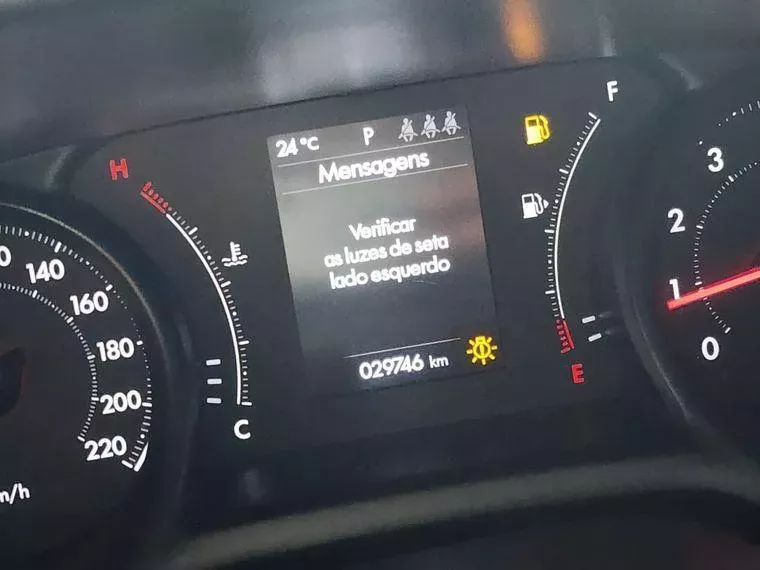 24°C P
Mensagens
Verificar
as luzes de seta
lado esquerdo
029746 km
H
C
F
E
140
160
180
200
220
3
2
1
0